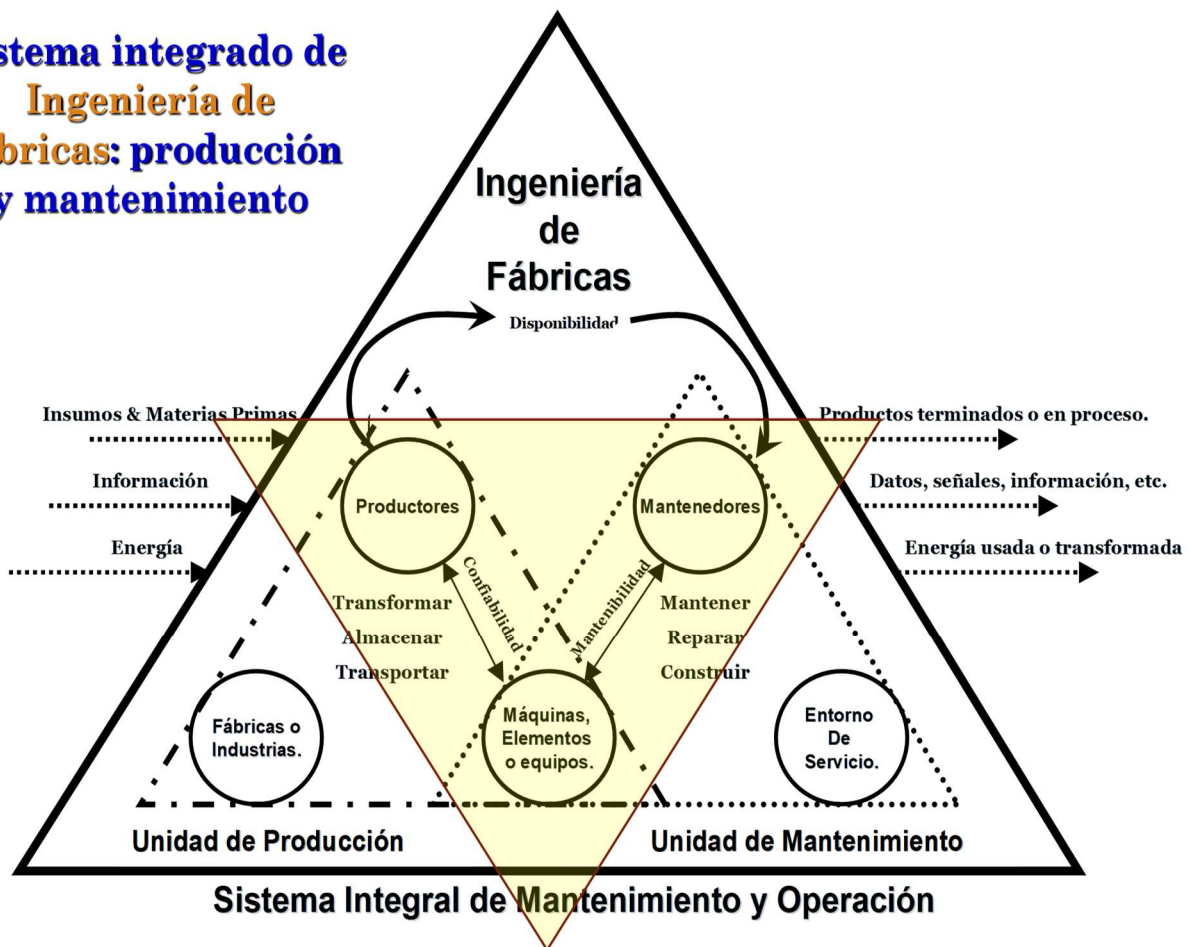 stema integrado de
Ingeniería de
bricas: producción
y mantenimiento
Ingeniería
de
Fábricas
Disponibilidad
Insumos & Materias Primas
Información
Energía
Productos terminados o en proceso.
Datos, señales, información, etc.
Energía usada o transformada
Productores
Mantenedores
Confiabilidad
Mantenibilidad
Transformar
Almacenar
Transportar
Mantener
Reparar
Construir
Fábricas o
Industrias.
Máquinas,
Elementos
o equipos.
Entorno
De
Servicio.
Unidad de Producción
Unidad de Mantenimiento
Sistema Integral de Mantenimiento y Operación